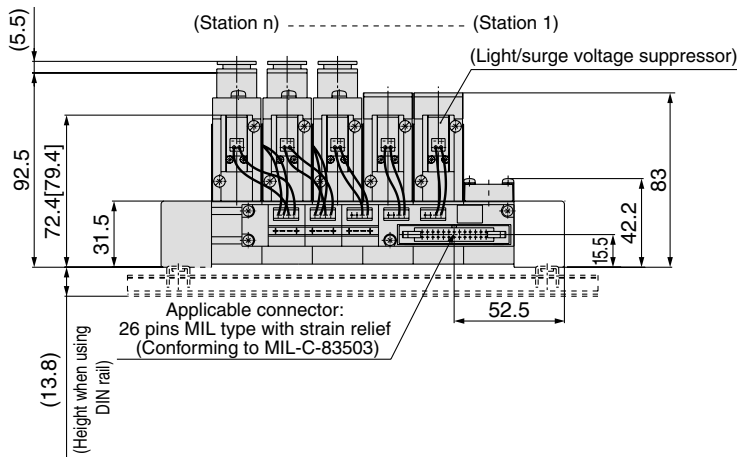 (Station n)
(Station 1)
(Light/surge voltage suppressor)
(5.5)
92.5
72.4[79.4]
31.5
83
42.2
15.5
52.5
Applicable connector:
26 pins MIL type with strain relief
(Conforming to MIL-C-83503)
(13.8)
(Height when using
DIN rail)